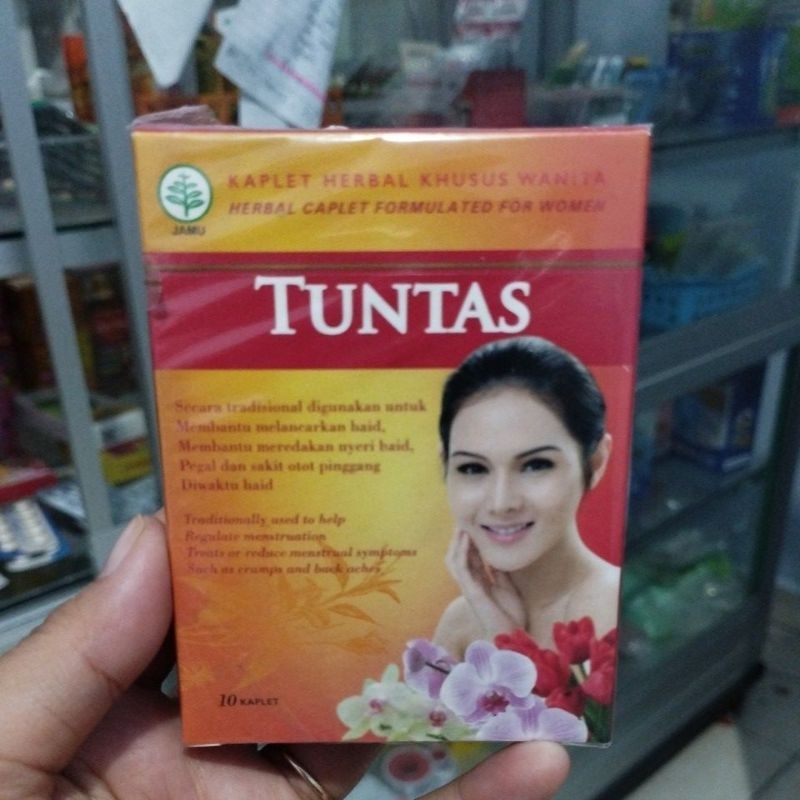 KAPLET HERBAL KHUSUS WANITA
HERBAL CAPLET FORMULATED FOR WOMEN
JAMU
TUNTAS
Secara tradisional digunakan untuk
Membantu melancarkan haid,
Membantu meredakan nyeri haid,
Pegal dan sakit otot pinggang
Diwaktu haid
Traditionally used to help
Regulate menstruation
Treats or reduce menstrual symptoms
Such as cramps and back aches
10 KAPLET